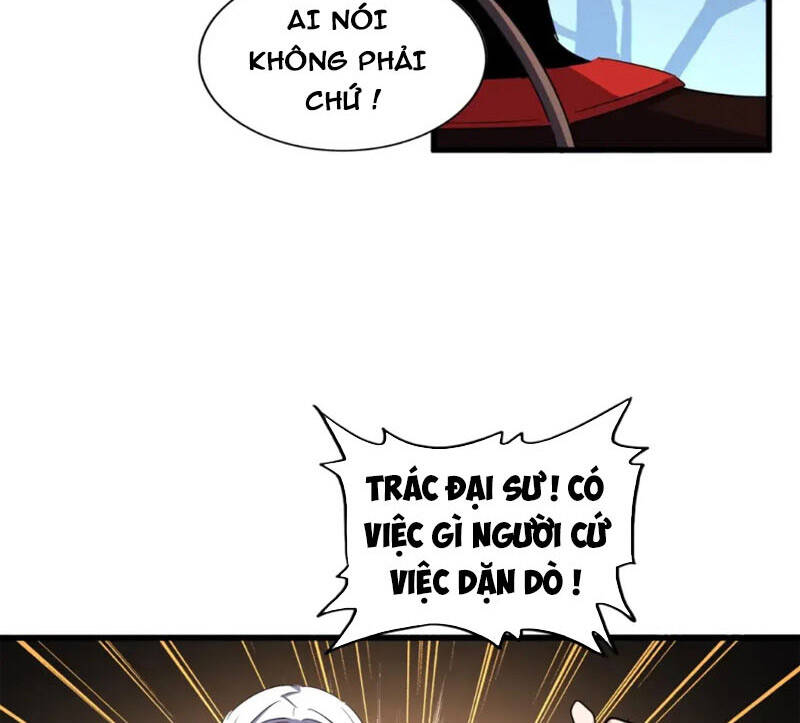 AI NÓI
KHÔNG PHẢI
CHỨ !
TRÁC ĐẠI SƯ! CÓ
VIỆC GÌ NGƯỜI CỨ
VIỆC DẶN DÒ !